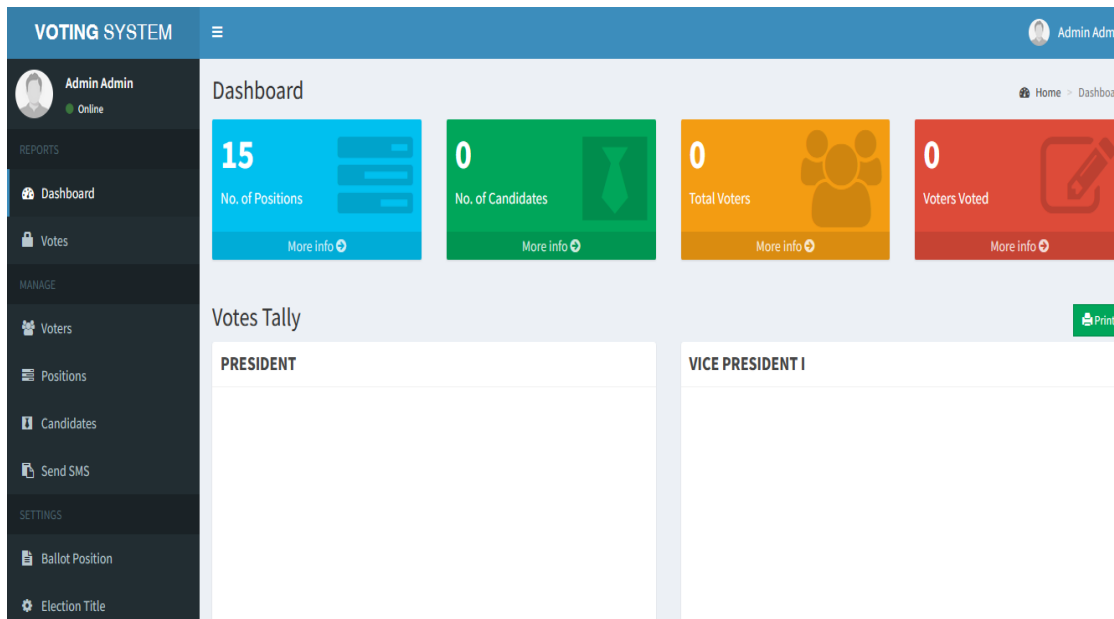 VOTING SYSTEM
Admin Adm
Admin Admin
Online
REPORTS
Dashboard
Votes
MANAGE
Voters
Positions
Candidates
Send SMS
SETTINGS
Ballot Position
Election Title
Dashboard
Home > Dashboa
15
No. of Positions
More info
0
No. of Candidates
More info
0
Total Voters
More info
0
Voters Voted
More info
Votes Tally
Print
PRESIDENT
VICE PRESIDENT I